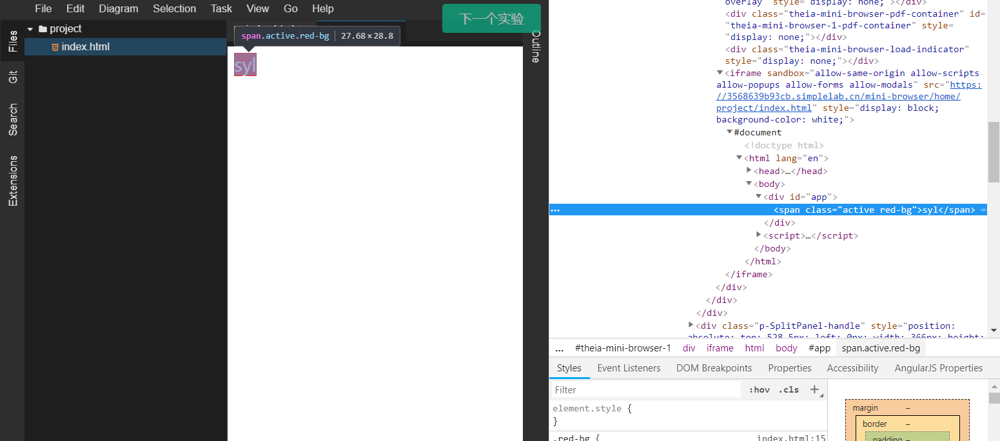 File Edit Diagram Selection Task View Go Help
下一个实验
Files
Git
Search
Extensions
project
index.html
span.active.red-bg 27.68 × 28.8
syl
Outline
overlay" style="display: none;"></div>
<div class="theia-mini-browser-pdf-container" id=
"theia-mini-browser-1-pdf-container" style=
"display: none;"></div>
<div class="theia-mini-browser-load-indicator"
style="display: none;"></div>
<iframe sandbox="allow-same-origin allow-scripts
allow-popups allow-forms allow-modals" src="https:
//3568639b93cb.simplelab.cn/mini-browser/home/
project/index.html" style="display: block;
background-color: white;">
#document
<!doctype html>
<html lang="en">
<head>…</head>
<body>
<div id="app">
… <span class="active red-bg">syl</span> ==
</div>
<script>…</script>
</body>
</html>
</iframe>
</div>
</div>
</div>
<div class="p-SplitPanel-handle" style="position:
absolute; top: 528.5px; left: 0px; width: 366px; height:
… #theia-mini-browser-1 div iframe html body #app span.active.red-bg
Styles Event Listeners DOM Breakpoints Properties Accessibility AngularJS Properties
Filter :hov .cls +
element.style {
}
.red-bg { index.html:15
margin –
border –
padding –